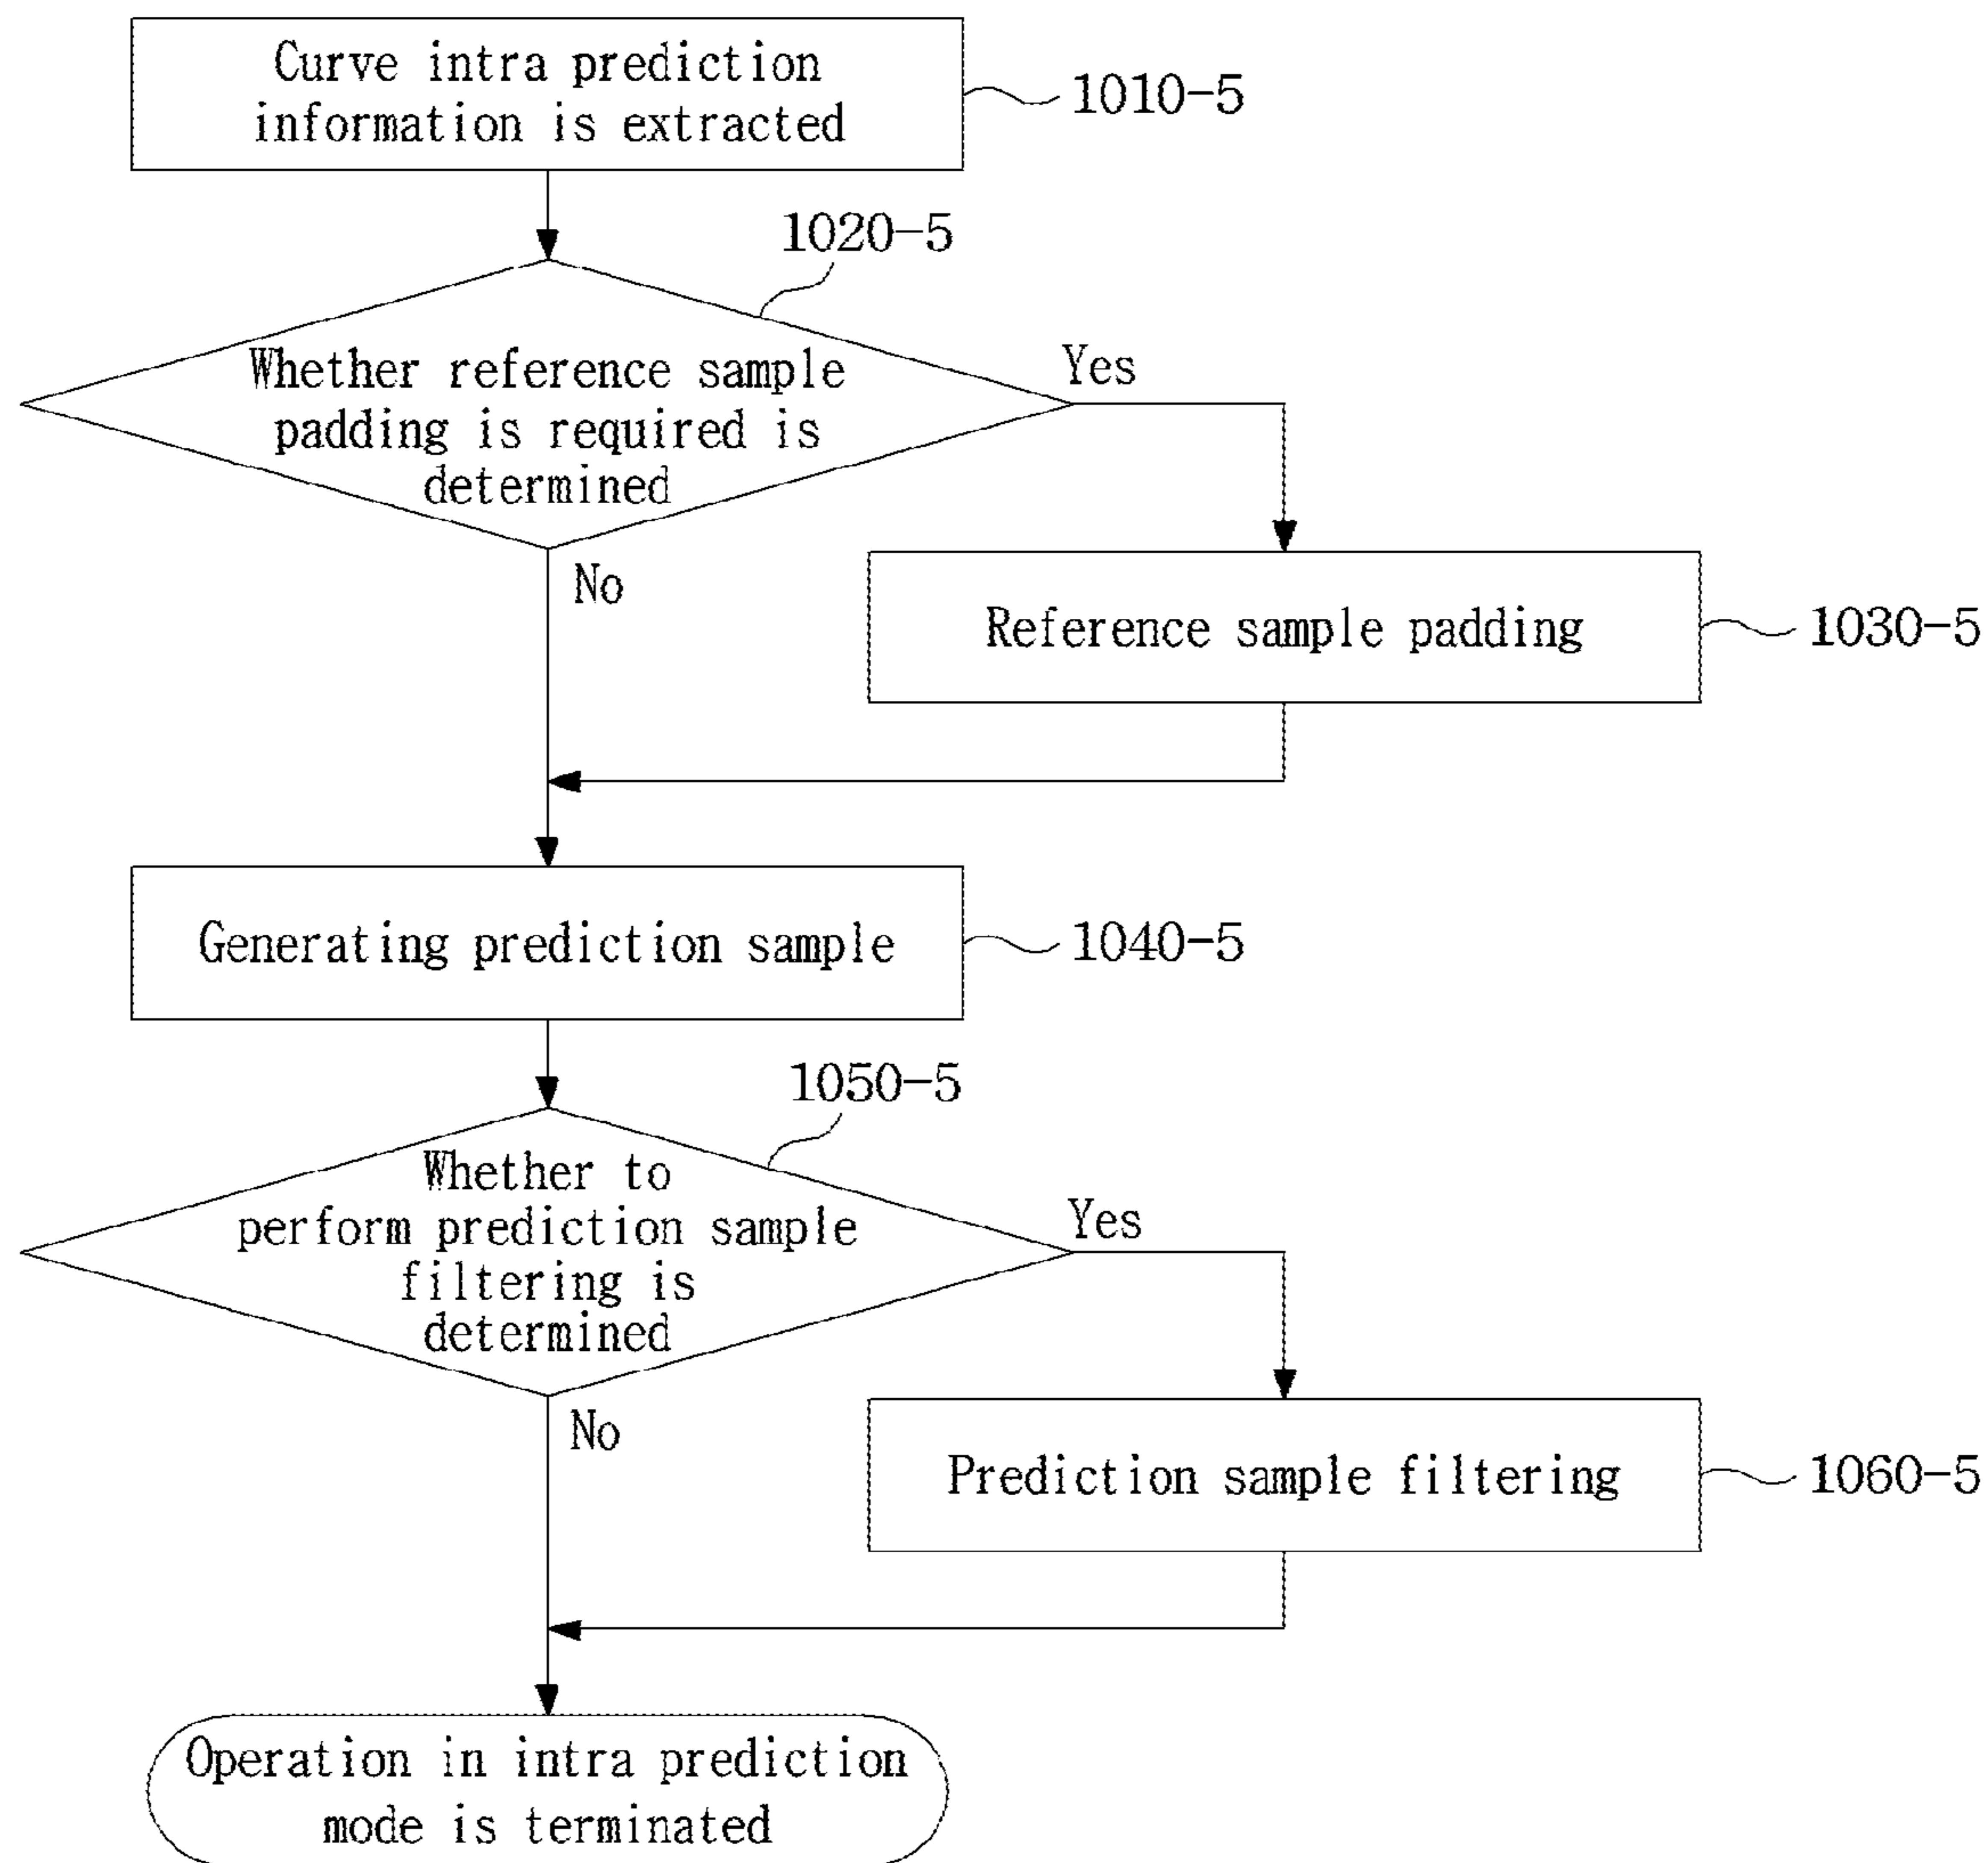 Curve intra prediction
information is extracted
1010-5
1020-5
Whether reference sample
padding is required is
determined
Yes
No
Reference sample padding
1030-5
Generating prediction sample
1040-5
1050-5
Whether to
perform prediction sample
filtering is
determined
Yes
No
Prediction sample filtering
1060-5
Operation in intra prediction
mode is terminated